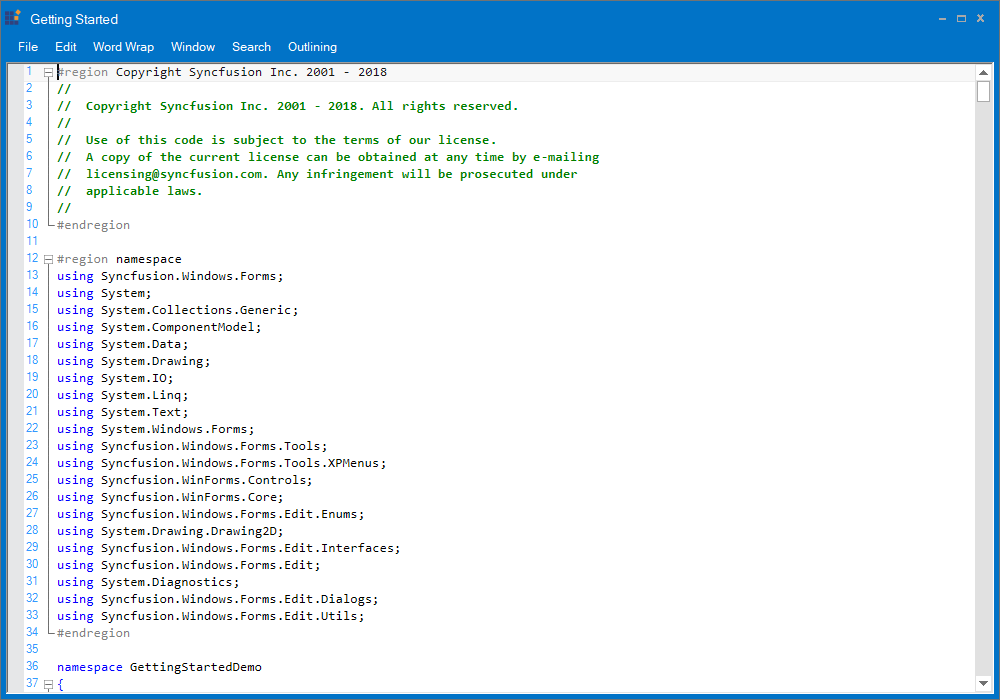 Getting Started
File Edit Word Wrap Window Search Outlining
1 #region Copyright Syncfusion Inc. 2001 - 2018
2 //
3 //  Copyright Syncfusion Inc. 2001 - 2018. All rights reserved.
4 //
5 //  Use of this code is subject to the terms of our license.
6 //  A copy of the current license can be obtained at any time by e-mailing
7 //  licensing@syncfusion.com. Any infringement will be prosecuted under
8 //  applicable laws.
9 //
10 #endregion
11
12 #region namespace
13 using Syncfusion.Windows.Forms;
14 using System;
15 using System.Collections.Generic;
16 using System.ComponentModel;
17 using System.Data;
18 using System.Drawing;
19 using System.IO;
20 using System.Linq;
21 using System.Text;
22 using System.Windows.Forms;
23 using Syncfusion.Windows.Forms.Tools;
24 using Syncfusion.Windows.Forms.Tools.XPMenus;
25 using Syncfusion.WinForms.Controls;
26 using Syncfusion.WinForms.Core;
27 using Syncfusion.Windows.Forms.Edit.Enums;
28 using System.Drawing.Drawing2D;
29 using Syncfusion.Windows.Forms.Edit.Interfaces;
30 using Syncfusion.Windows.Forms.Edit;
31 using System.Diagnostics;
32 using Syncfusion.Windows.Forms.Edit.Dialogs;
33 using Syncfusion.Windows.Forms.Edit.Utils;
34 #endregion
35
36 namespace GettingStartedDemo
37 {